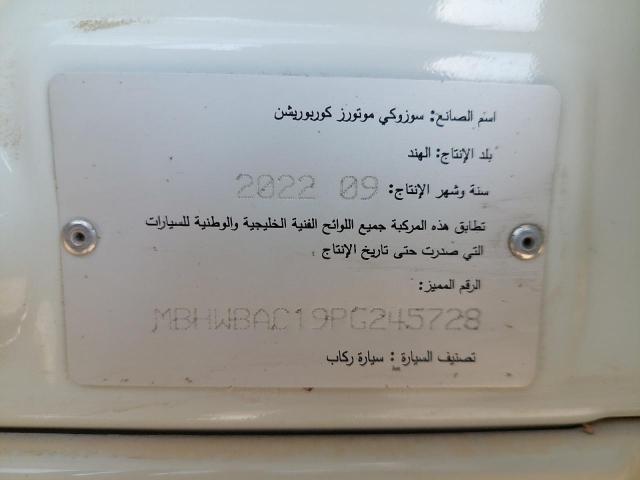 اسم الصانع: سوزوكي موتورز كوربوريشن
بلد الإنتاج: الهند
سنة وشهر الإنتاج: 2022 09
تطابق هذه المركبة جميع اللوائح الفنية الخليجية والوطنية للسيارات
التي صدرت حتى تاريخ الإنتاج .
الرقم المميز:
MBHWBAC19PG245728
تصنيف السيارة : سيارة ركاب